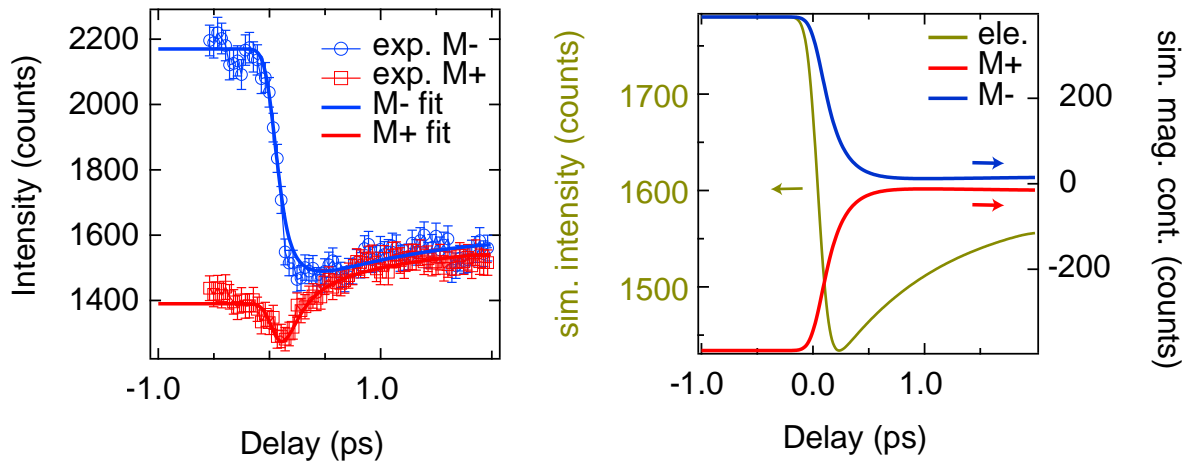 2200
2000
1800
1600
1400
Intensity (counts)
exp. M-
exp. M+
M- fit
M+ fit
-1.0
1.0
Delay (ps)
1700
1600
1500
sim. intensity (counts)
ele.
M+
M-
200
0
-200
sim. mag. cont. (counts)
-1.0
0.0
1.0
Delay (ps)